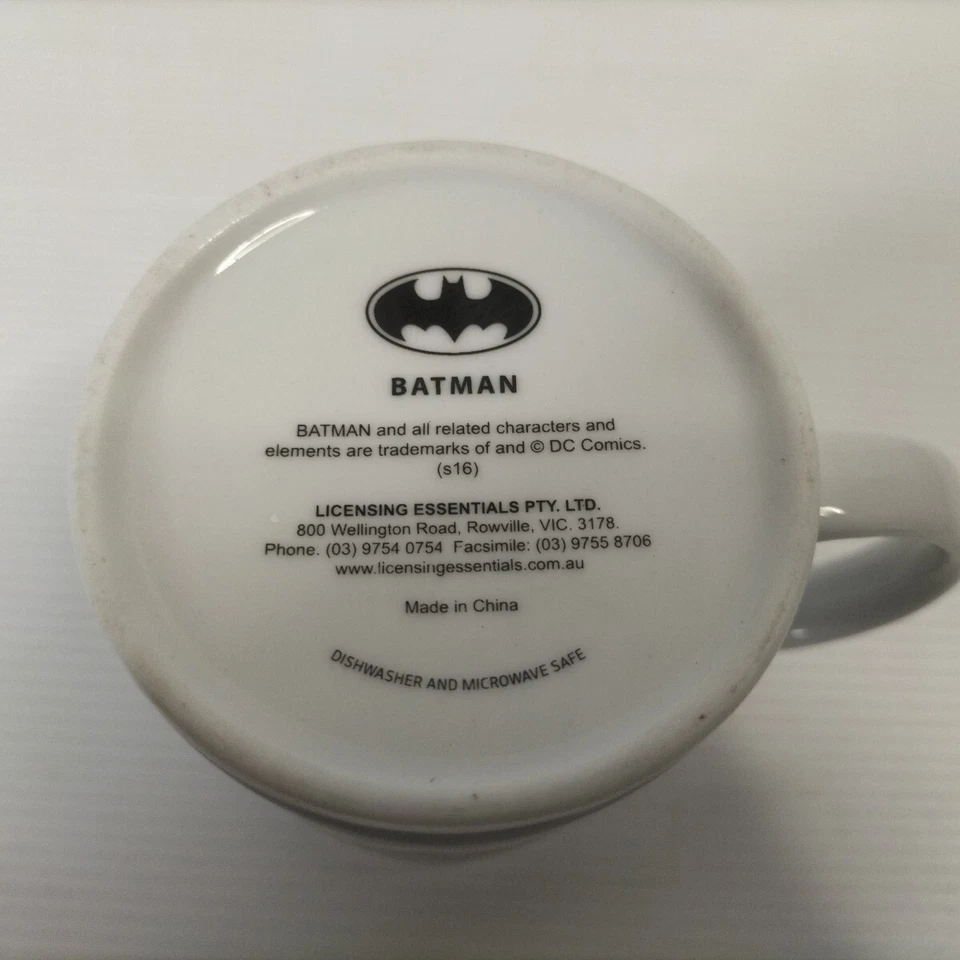 BATMAN
BATMAN and all related characters and
elements are trademarks of and © DC Comics.
(s16)
LICENSING ESSENTIALS PTY. LTD.
800 Wellington Road, Rowville, VIC. 3178.
Phone. (03) 9754 0754 Facsimile: (03) 9755 8706
www.licensingessentials.com.au
Made in China
DISHWASHER AND MICROWAVE SAFE